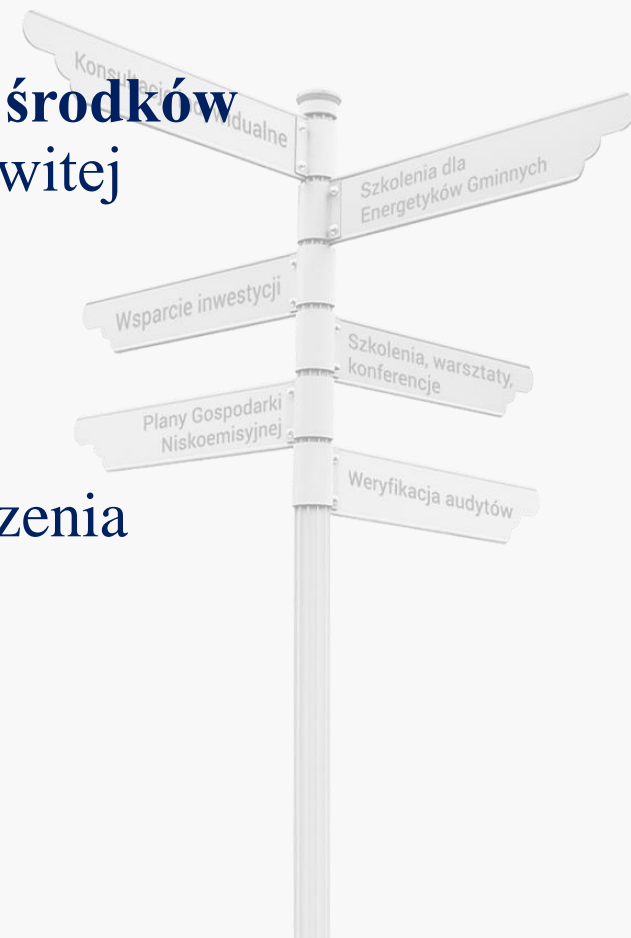 środków
witej
zenia
Konsultacje indywidualne
Szkolenia dla
Energetyków Gminnych
Wsparcie inwestycji
Szkolenia, warsztaty,
konferencje
Plany Gospodarki
Niskoemisyjnej
Weryfikacja audytów